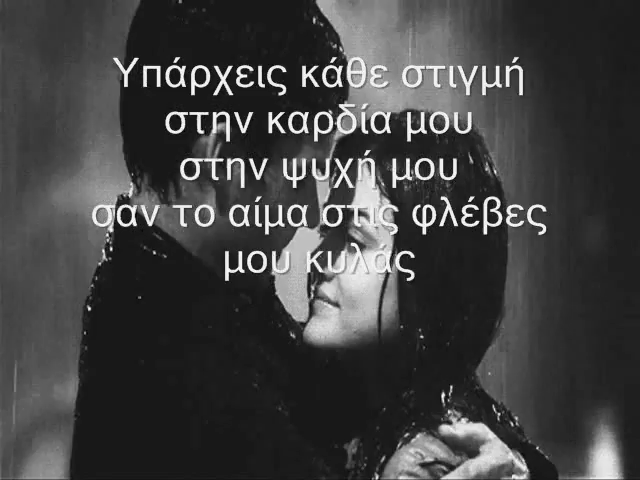 Υπάρχεις κάθε στιγμή
στην καρδία μου
στην ψυχή μου
σαν το αίμα στις φλέβες
μου κυλάς